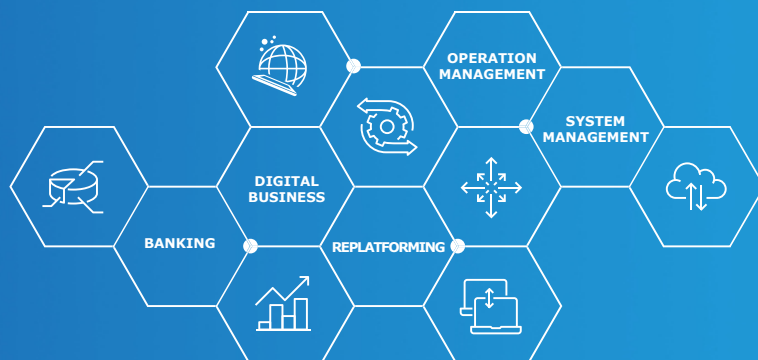 OPERATION
MANAGEMENT
SYSTEM
MANAGEMENT
DIGITAL
BUSINESS
BANKING
REPLATFORMING